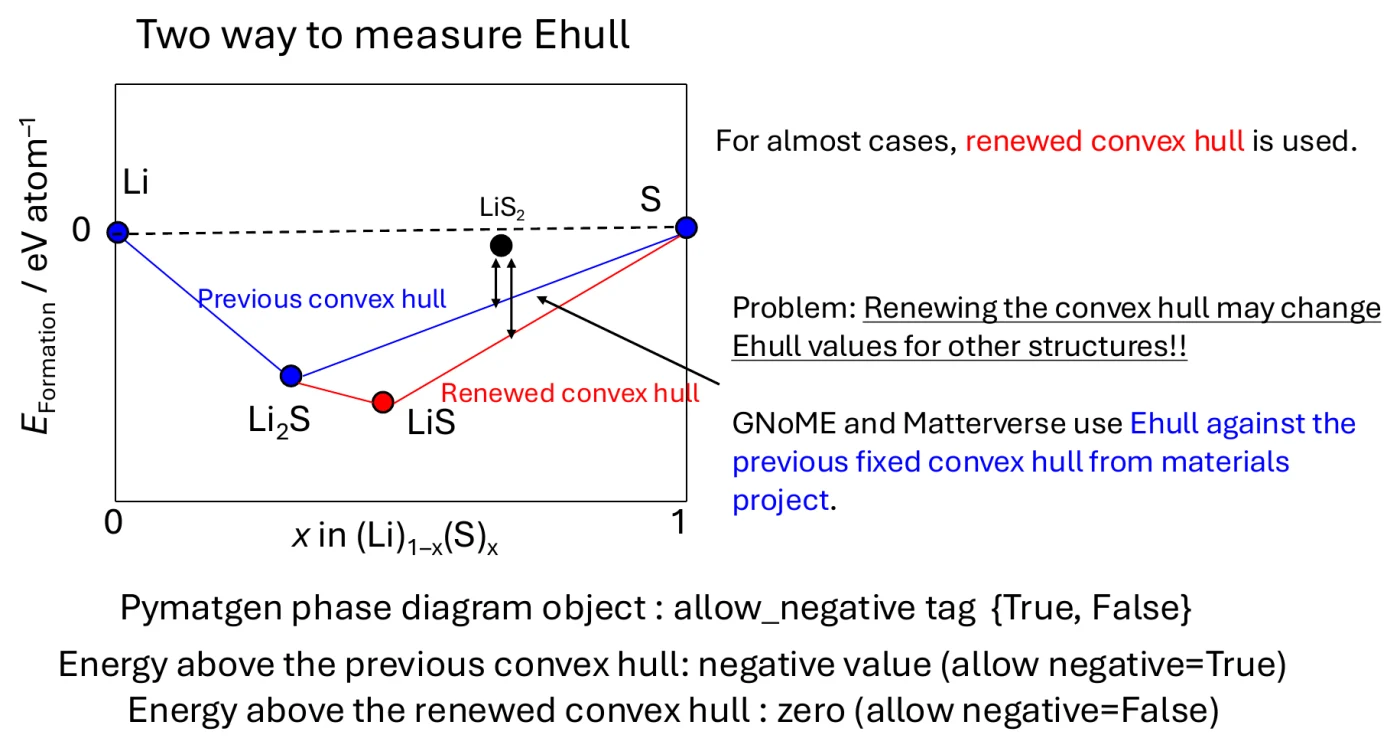 Two way to measure Ehull
E_Formation / eV atom⁻¹
Li
0
LiS₂
S
Previous convex hull
Li₂S
LiS
Renewed convex hull
0
1
x in (Li)₁₋ₓ(S)ₓ
For almost cases, renewed convex hull is used.
Problem: Renewing the convex hull may change
Ehull values for other structures!!
GNoME and Matterverse use Ehull against the
previous fixed convex hull from materials
project.
Pymatgen phase diagram object : allow_negative tag {True, False}
Energy above the previous convex hull: negative value (allow negative=True)
Energy above the renewed convex hull : zero (allow negative=False)